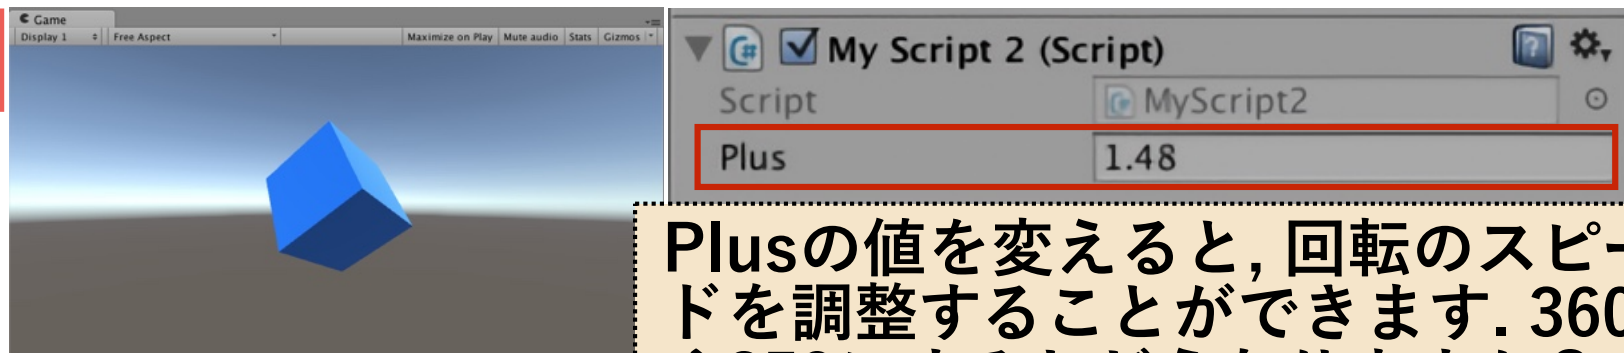 Game
Display 1
Free Aspect
Maximize on Play
Mute audio
Stats
Gizmos
My Script 2 (Script)
Script
MyScript2
Plus
1.48
Plusの値を変えると, 回転のスピー
ドを調整することができます. 360